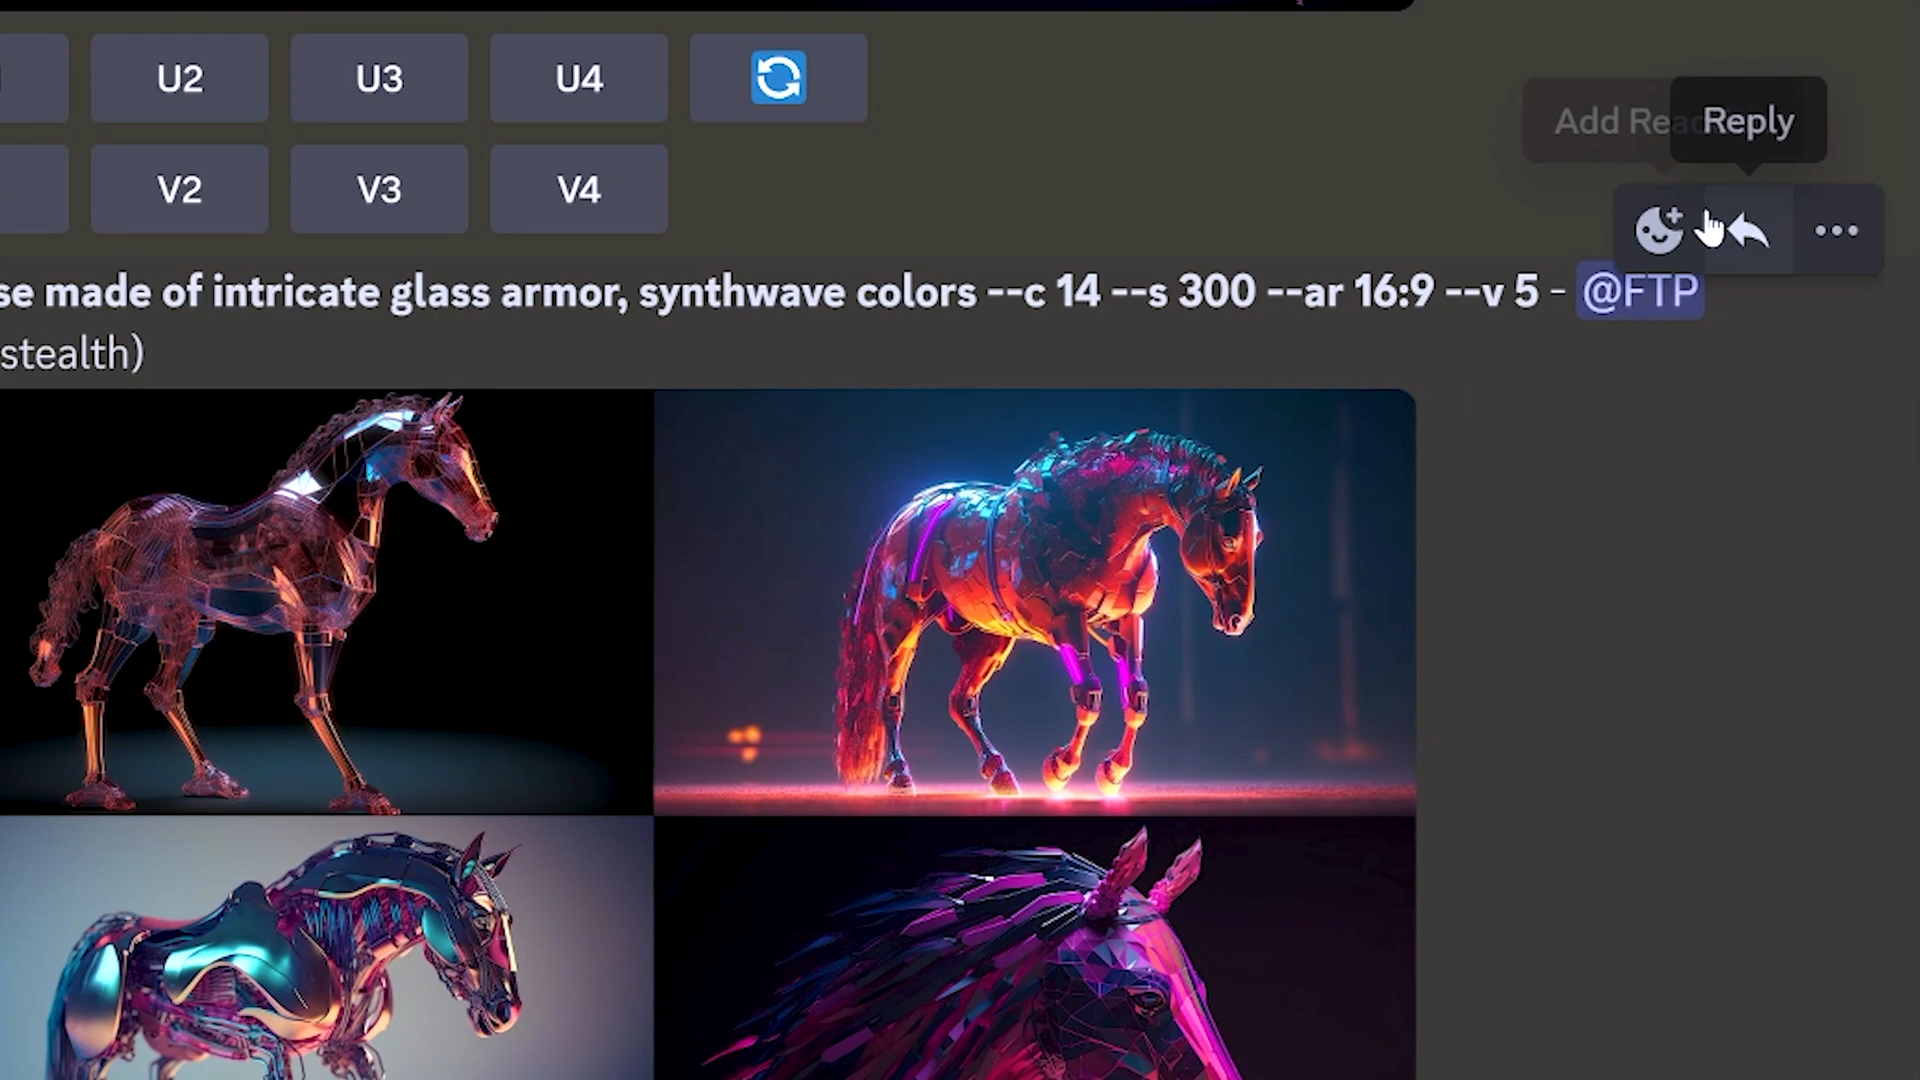 U2 U3 U4
Add Rea Reply
V2 V3 V4
se made of intricate glass armor, synthwave colors --c 14 --s 300 --ar 16:9 --v 5 - @FTP
stealth)